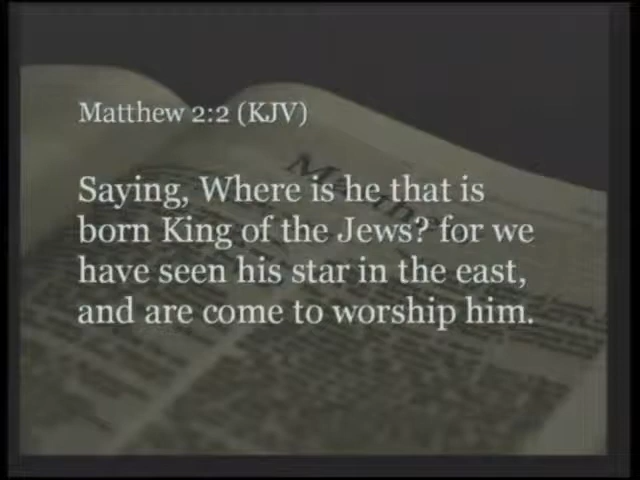 Matthew 2:2 (KJV)
Saying, Where is he that is
born King of the Jews? for we
have seen his star in the east,
and are come to worship him.